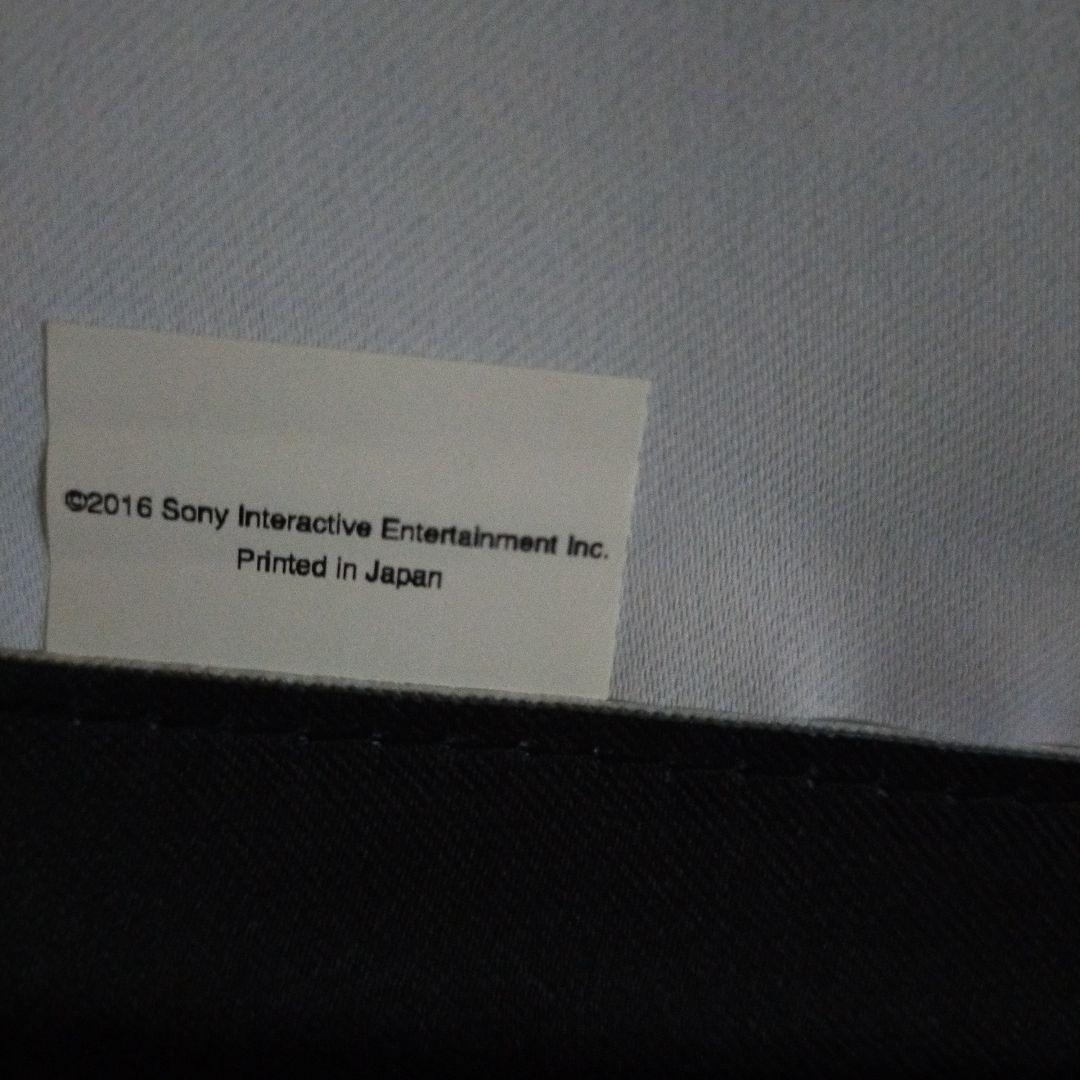 ©2016 Sony Interactive Entertainment Inc.
Printed in Japan